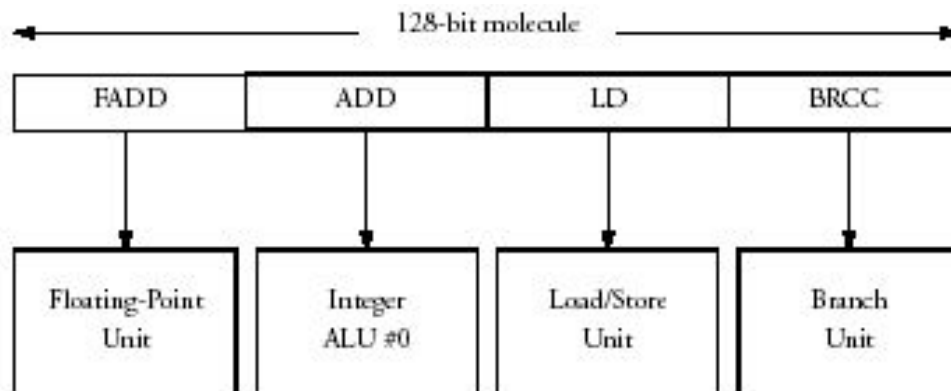 128-bit molecule
FADD ADD LD BRCC
Floating-Point Unit
Integer ALU #0
Load/Store Unit
Branch Unit